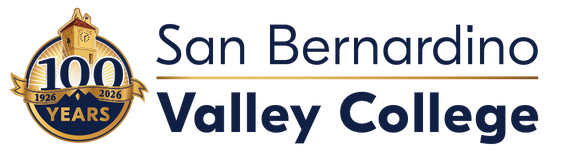 100
1926 2026
YEARS
San Bernardino
Valley College